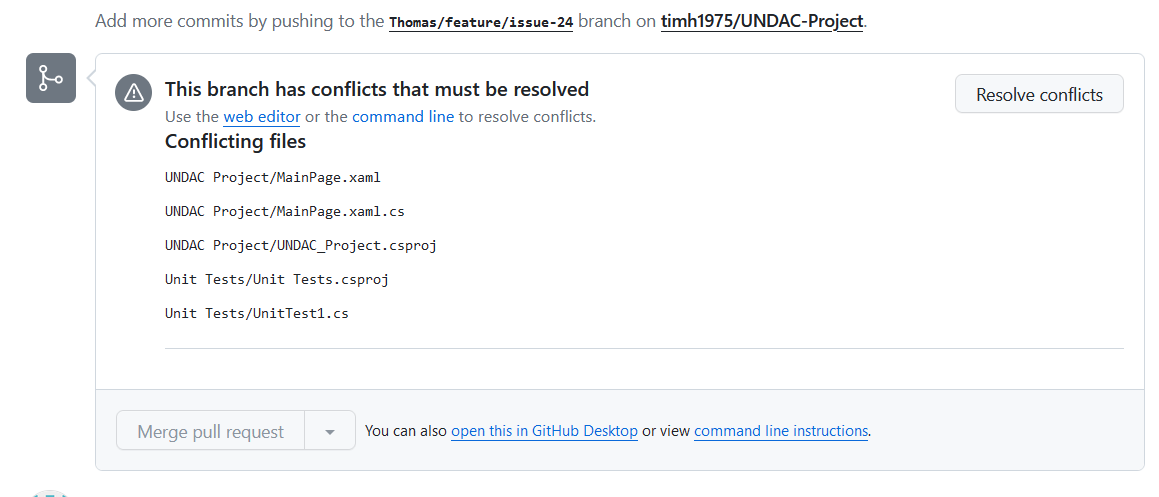 Add more commits by pushing to the Thomas/feature/issue-24 branch on timh1975/UNDAC-Project.
This branch has conflicts that must be resolved
Resolve conflicts
Use the web editor or the command line to resolve conflicts.
Conflicting files
UNDAC Project/MainPage.xaml
UNDAC Project/MainPage.xaml.cs
UNDAC Project/UNDAC_Project.csproj
Unit Tests/Unit Tests.csproj
Unit Tests/UnitTest1.cs
Merge pull request
You can also open this in GitHub Desktop or view command line instructions.